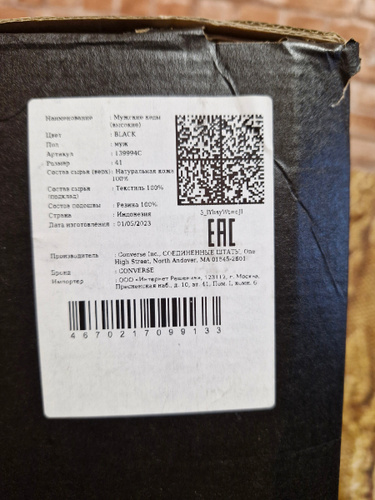 Наименование : Мужские кеды
(высокие)
Цвет : BLACK
Пол : муж
Артикул : 139994C
Размер : 41
Состав сырья (верх): Натуральная кожа
100%
Состав сырья : Текстиль 100%
(подклад)
Состав подошвы : Резина 100%
Страна : Индонезия
Дата изготовления : 01/05/2023
EAC
Производитель : Converse Inc., СОЕДИНЕННЫЕ ШТАТЫ, One
High Street, North Andover, MA 01845-2601
Бренд : CONVERSE
Импортер : ООО «Интернет Решения», 123112, г. Москва,
Пресненская наб., д. 10, эт. 41, Пом. I, комн. 6
4670217099133